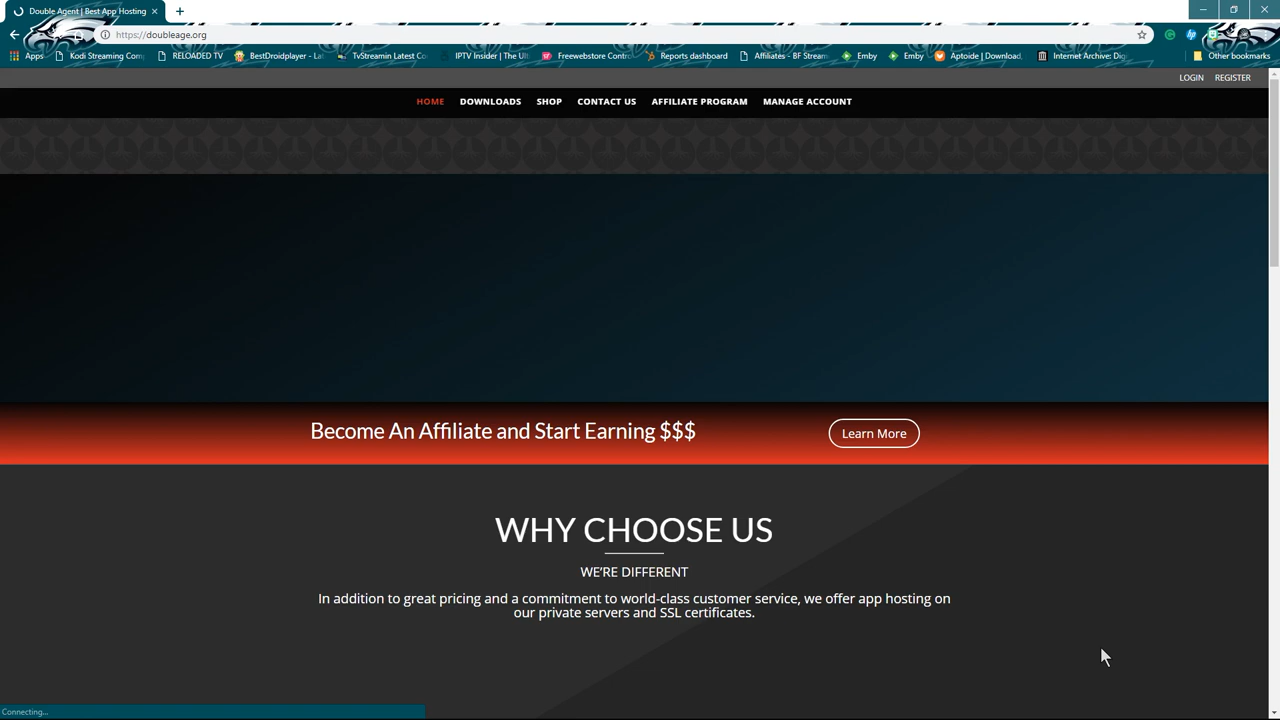 Double Agent | Best App Hosting
https://doubleage.org
Apps
Kodi Streaming Com
RELOADED TV
BestDroidplayer - La
TvStreamin Latest Co
IPTV Insider | The Ult
Freewebstore Contro
Reports dashboard
Affiliates - BF Stream
Emby
Emby
Aptoide | Download,
Internet Archive: Dig
Other bookmarks
LOGIN REGISTER
HOME DOWNLOADS SHOP CONTACT US AFFILIATE PROGRAM MANAGE ACCOUNT
Become An Affiliate and Start Earning $$$
Learn More
WHY CHOOSE US
WE'RE DIFFERENT
In addition to great pricing and a commitment to world-class customer service, we offer app hosting on
our private servers and SSL certificates.
Connecting...